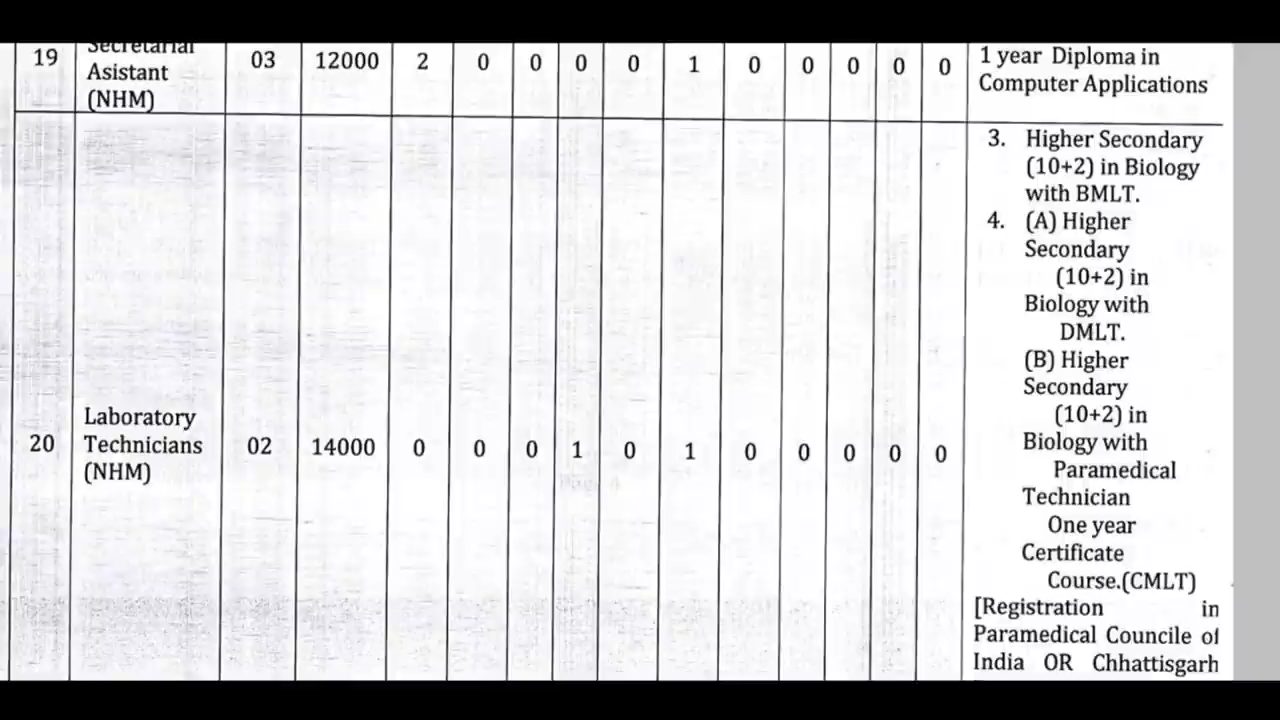 Secretarial
19 Asistant 03 12000 2 0 0 0 0 1 0 0 0 0 0 1 year Diploma in
(NHM) Computer Applications
3. Higher Secondary
(10+2) in Biology
with BMLT.
4. (A) Higher
Secondary
(10+2) in
Biology with
DMLT.
(B) Higher
Secondary
(10+2) in
Laboratory
20 Technicians 02 14000 0 0 0 1 0 1 0 0 0 0 0 Biology with
(NHM) Paramedical
Technician
One year
Certificate
Course.(CMLT)
[Registration in
Paramedical Councile of
India OR Chhattisgarh